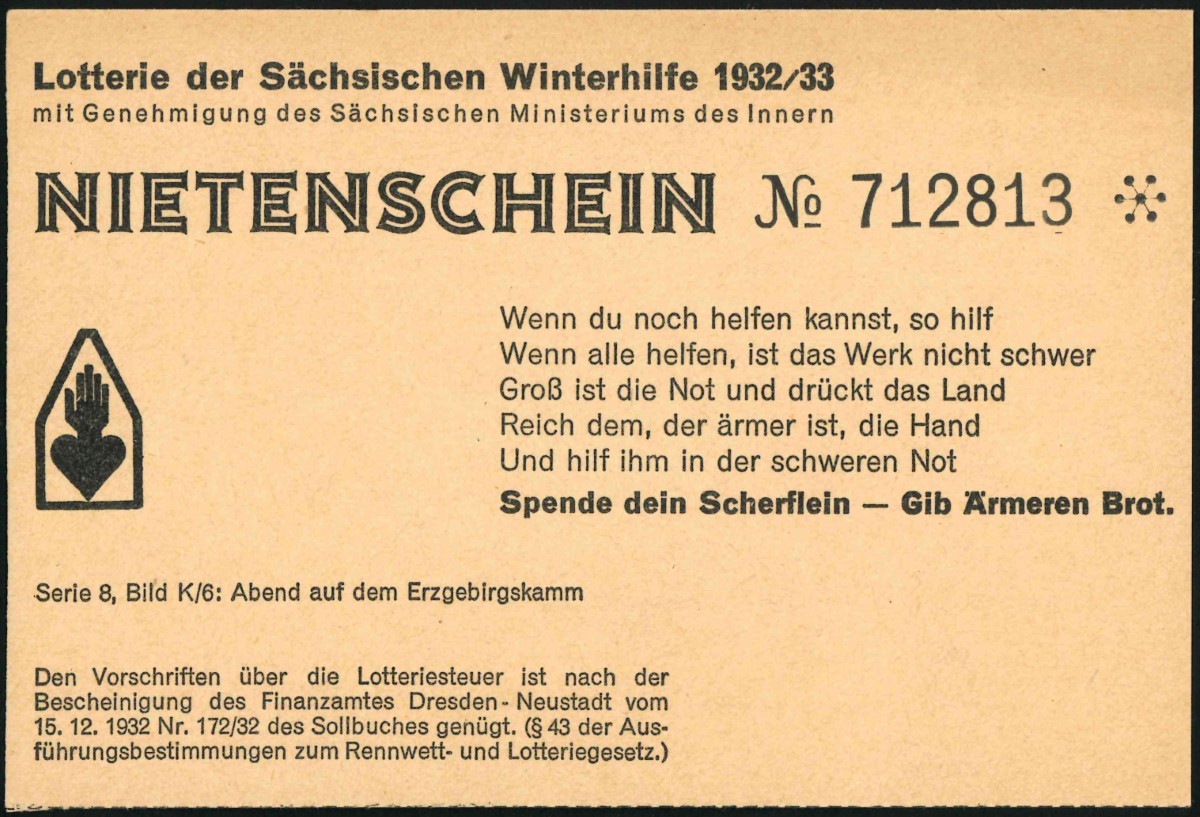 Lotterie der Sächsischen Winterhilfe 1932/33
mit Genehmigung des Sächsischen Ministeriums des Innern
NIETENSCHEIN № 712813
Wenn du noch helfen kannst, so hilf
Wenn alle helfen, ist das Werk nicht schwer
Groß ist die Not und drückt das Land
Reich dem, der ärmer ist, die Hand
Und hilf ihm in der schweren Not
Spende dein Scherflein — Gib Ärmeren Brot.
Serie 8, Bild K/6: Abend auf dem Erzgebirgskamm
Den Vorschriften über die Lotteriesteuer ist nach der
Bescheinigung des Finanzamtes Dresden-Neustadt vom
15. 12. 1932 Nr. 172/32 des Sollbuches genügt. (§ 43 der Aus-
führungsbestimmungen zum Rennwett- und Lotteriegesetz.)